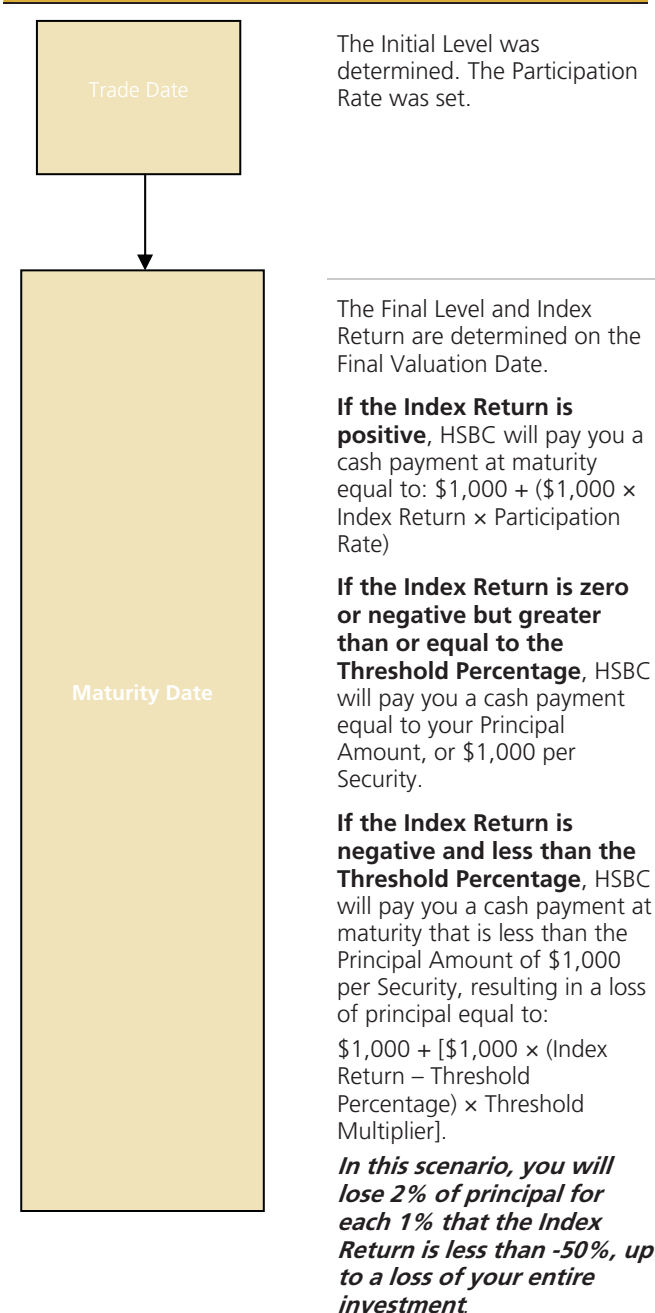 Trade Date
The Initial Level was
determined. The Participation
Rate was set.
Maturity Date
The Final Level and Index
Return are determined on the
Final Valuation Date.
If the Index Return is
positive, HSBC will pay you a
cash payment at maturity
equal to: $1,000 + ($1,000 ×
Index Return × Participation
Rate)
If the Index Return is zero
or negative but greater
than or equal to the
Threshold Percentage, HSBC
will pay you a cash payment
equal to your Principal
Amount, or $1,000 per
Security.
If the Index Return is
negative and less than the
Threshold Percentage, HSBC
will pay you a cash payment at
maturity that is less than the
Principal Amount of $1,000
per Security, resulting in a loss
of principal equal to:
$1,000 + [$1,000 × (Index
Return – Threshold
Percentage) × Threshold
Multiplier].
In this scenario, you will
lose 2% of principal for
each 1% that the Index
Return is less than -50%, up
to a loss of your entire
investment.